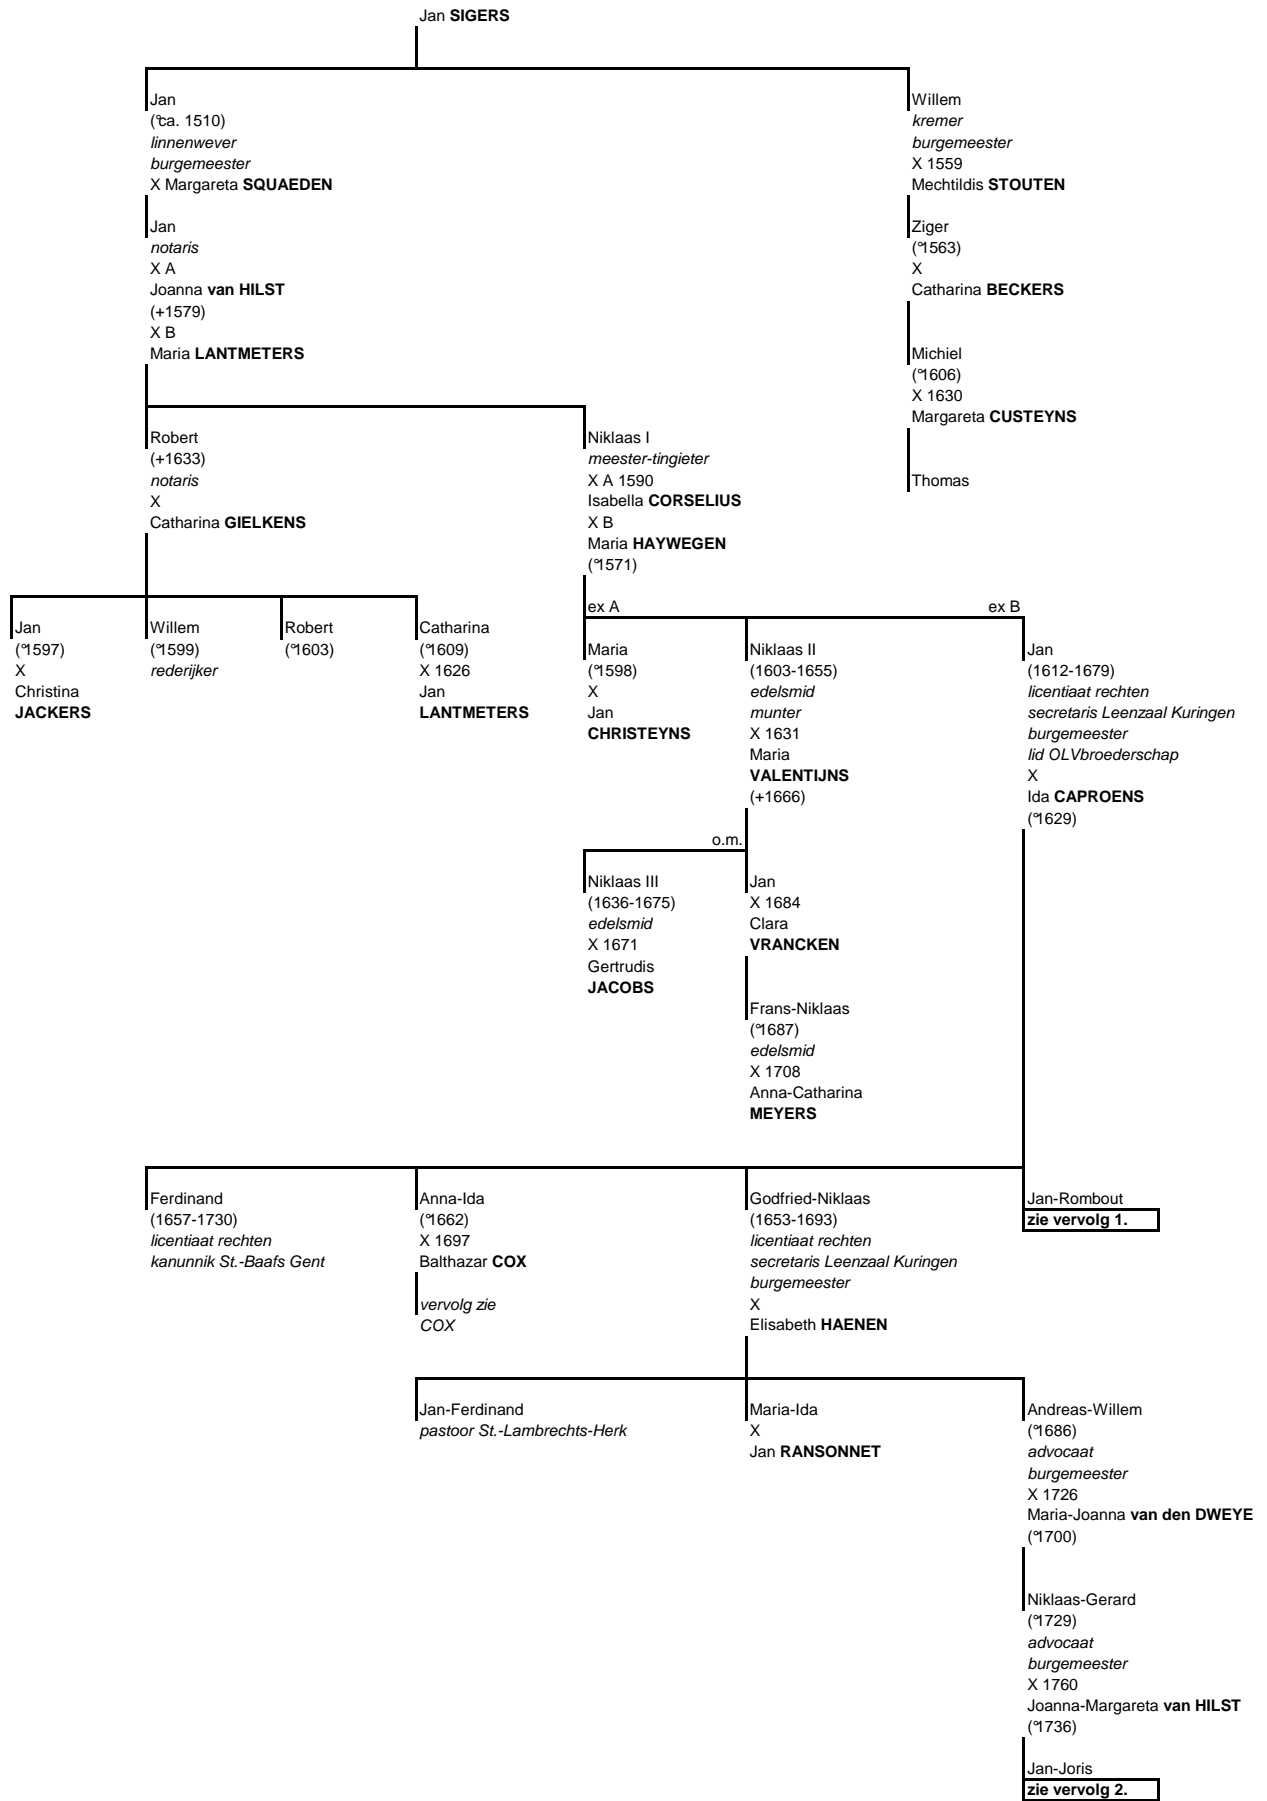 Jan SIGERS
Jan
(°ca. 1510)
linnenwever
burgemeester
X Margareta SQUAEDEN
Willem
kremer
burgemeester
X 1559
Mechtildis STOUTEN
Jan
notaris
X A
Joanna van HILST
(+1579)
X B
Maria LANTMETERS
Ziger
(°1563)
X
Catharina BECKERS
Michiel
(°1606)
X 1630
Margareta CUSTEYNS
Thomas
Robert
(+1633)
notaris
X
Catharina GIELKENS
Niklaas I
meester-tingieter
X A 1590
Isabella CORSELIUS
X B
Maria HAYWEGEN
(°1571)
ex A
ex B
Jan
(°1597)
X
Christina
JACKERS
Willem
(°1599)
rederijker
Robert
(°1603)
Catharina
(°1609)
X 1626
Jan
LANTMETERS
Maria
(°1598)
X
Jan
CHRISTEYNS
Niklaas II
(1603-1655)
edelsmid
munter
X 1631
Maria
VALENTIJNS
(+1666)
Jan
(1612-1679)
licentiaat rechten
secretaris Leenzaal Kuringen
burgemeester
lid OLVbroederschap
X
Ida CAPROENS
(°1629)
o.m.
Niklaas III
(1636-1675)
edelsmid
X 1671
Gertrudis
JACOBS
Jan
X 1684
Clara
VRANCKEN
Frans-Niklaas
(°1687)
edelsmid
X 1708
Anna-Catharina
MEYERS
Ferdinand
(1657-1730)
licentiaat rechten
kanunnik St.-Baafs Gent
Anna-Ida
(°1662)
X 1697
Balthazar COX
vervolg zie
COX
Godfried-Niklaas
(1653-1693)
licentiaat rechten
secretaris Leenzaal Kuringen
burgemeester
X
Elisabeth HAENEN
Jan-Rombout
zie vervolg 1.
Jan-Ferdinand
pastoor St.-Lambrechts-Herk
Maria-Ida
X
Jan RANSONNET
Andreas-Willem
(°1686)
advocaat
burgemeester
X 1726
Maria-Joanna van den DWEYE
(°1700)
Niklaas-Gerard
(°1729)
advocaat
burgemeester
X 1760
Joanna-Margareta van HILST
(°1736)
Jan-Joris
zie vervolg 2.